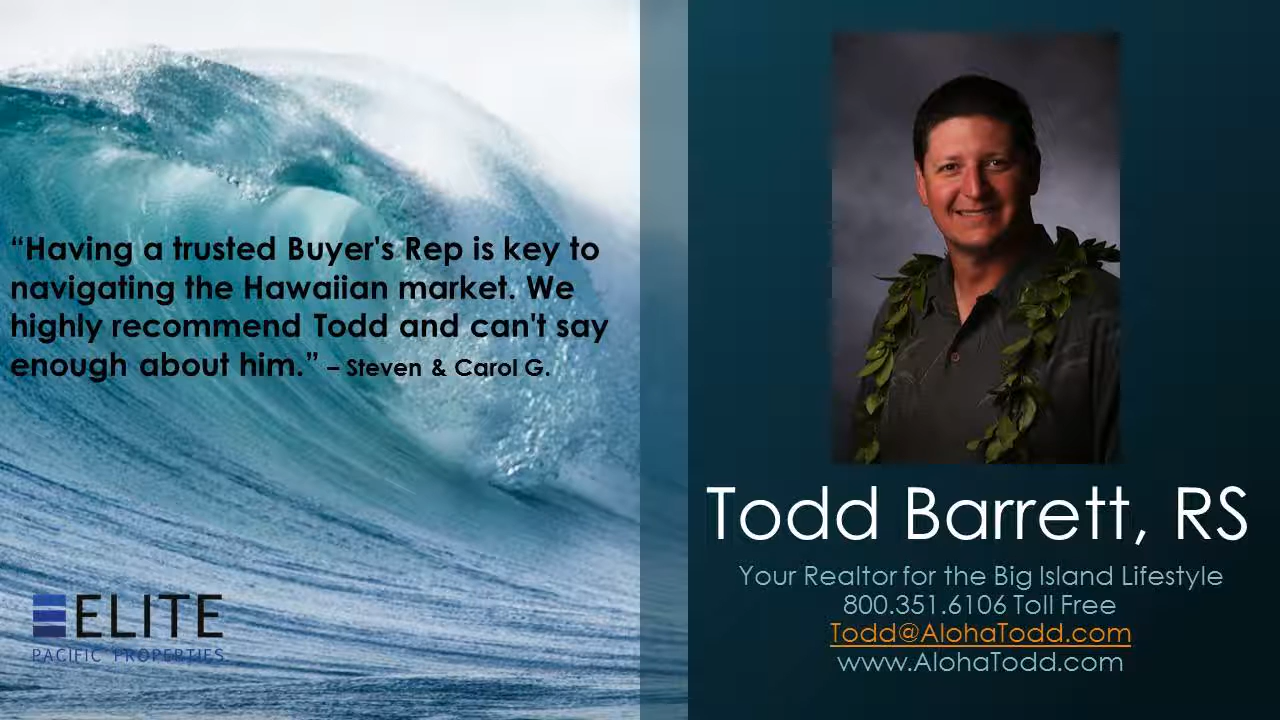 “Having a trusted Buyer's Rep is key to
navigating the Hawaiian market. We
highly recommend Todd and can't say
enough about him.” – Steven & Carol G.
ELITE
PACIFIC PROPERTIES
Todd Barrett, RS
Your Realtor for the Big Island Lifestyle
800.351.6106 Toll Free
Todd@AlohaTodd.com
www.AlohaTodd.com